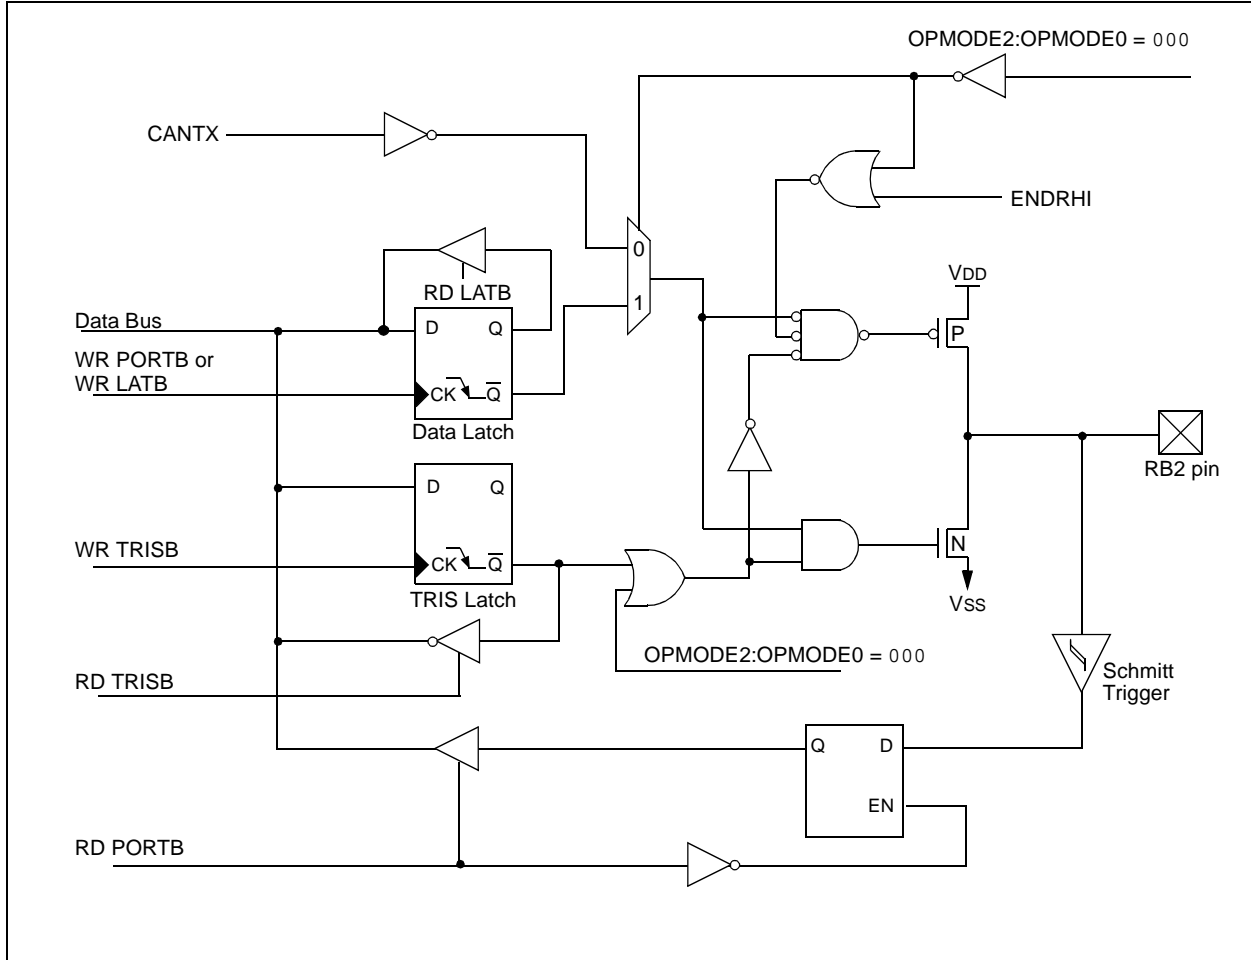 OPMODE2:OPMODE0 = 000
CANTX
ENDRHI
0
1
RD LATB
VDD
Data Bus
D Q
P
WR PORTB or
WR LATB
CK Q̅
Data Latch
RB2 pin
D Q
WR TRISB
N
CK Q̅
TRIS Latch
VSS
OPMODE2:OPMODE0 = 000
RD TRISB
Schmitt
Trigger
Q D
EN
RD PORTB